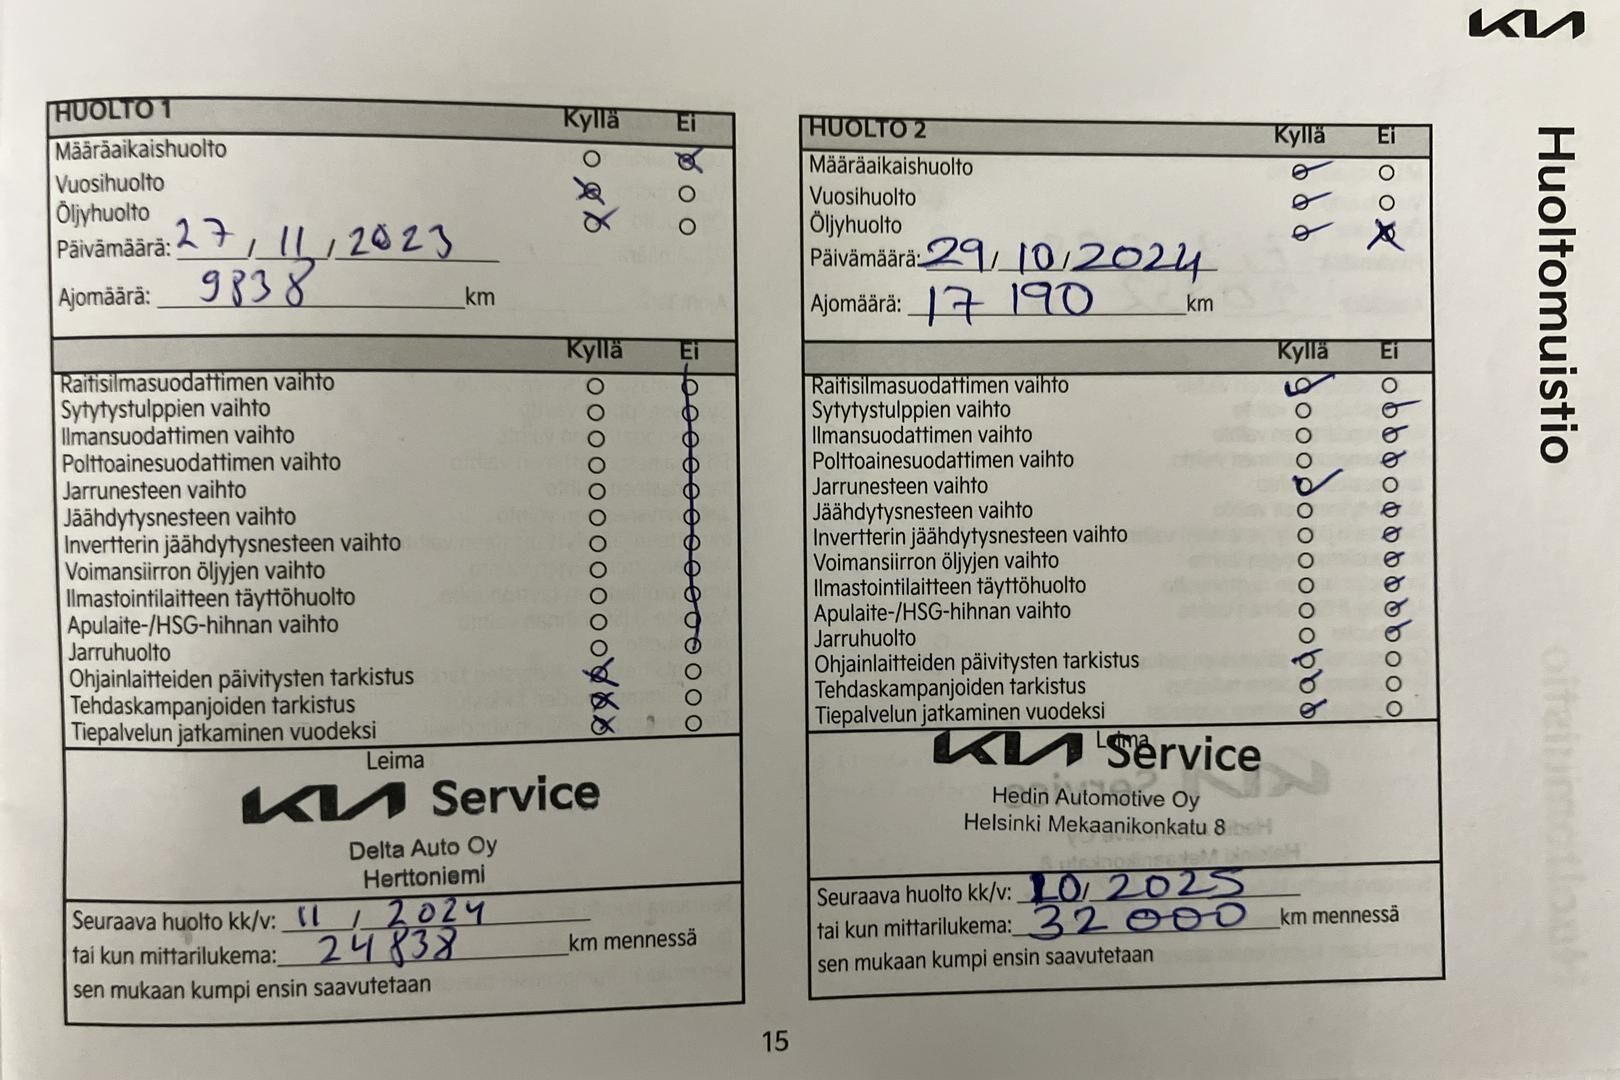 KIA
Huoltomuistio
HUOLTO 1 Kyllä Ei
Määräaikaishuolto
Vuosihuolto
Öljyhuolto
Päivämäärä: 27 / 11 / 2023
Ajomäärä: 9838 km
Kyllä Ei
Raitisilmasuodattimen vaihto
Sytytystulppien vaihto
Ilmansuodattimen vaihto
Polttoainesuodattimen vaihto
Jarrunesteen vaihto
Jäähdytysnesteen vaihto
Invertterin jäähdytysnesteen vaihto
Voimansiirron öljyjen vaihto
Ilmastointilaitteen täyttöhuolto
Apulaite-/HSG-hihnan vaihto
Jarruhuolto
Ohjainlaitteiden päivitysten tarkistus
Tehdaskampanjoiden tarkistus
Tiepalvelun jatkaminen vuodeksi
Leima
KIA Service
Delta Auto Oy
Herttoniemi
Seuraava huolto kk/v: 11 / 2024
tai kun mittarilukema: 24838 km mennessä
sen mukaan kumpi ensin saavutetaan
HUOLTO 2 Kyllä Ei
Määräaikaishuolto
Vuosihuolto
Öljyhuolto
Päivämäärä: 29 / 10 / 2024
Ajomäärä: 17 190 km
Kyllä Ei
Raitisilmasuodattimen vaihto
Sytytystulppien vaihto
Ilmansuodattimen vaihto
Polttoainesuodattimen vaihto
Jarrunesteen vaihto
Jäähdytysnesteen vaihto
Invertterin jäähdytysnesteen vaihto
Voimansiirron öljyjen vaihto
Ilmastointilaitteen täyttöhuolto
Apulaite-/HSG-hihnan vaihto
Jarruhuolto
Ohjainlaitteiden päivitysten tarkistus
Tehdaskampanjoiden tarkistus
Tiepalvelun jatkaminen vuodeksi
Leima
KIA Service
Hedin Automotive Oy
Helsinki Mekaanikonkatu 8
Seuraava huolto kk/v: 10 / 2025
tai kun mittarilukema: 32 000 km mennessä
sen mukaan kumpi ensin saavutetaan
15